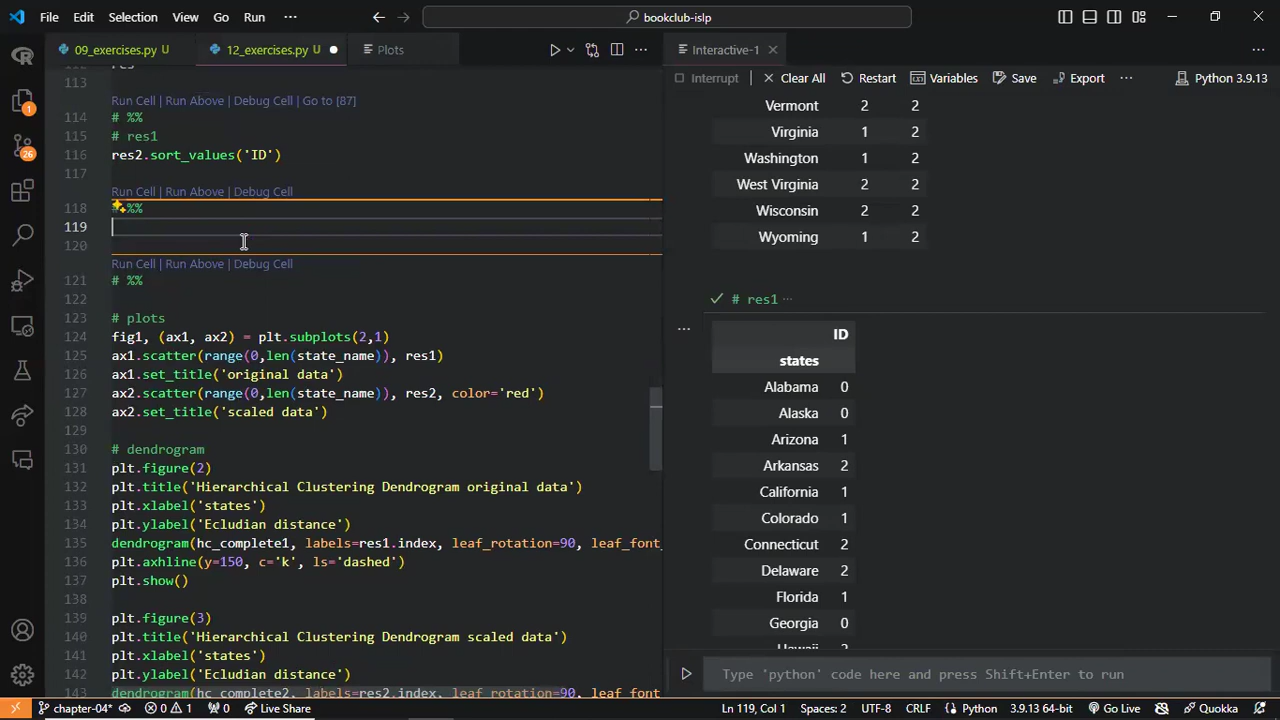 File Edit Selection View Go Run ··· bookclub-islp
09_exercises.py M 12_exercises.py M Plots Interactive-1
Interrupt Clear All Restart Variables Save Export ··· Python 3.9.13
113
Run Cell | Run Above | Debug Cell | Go to [87]
114 # %%
115 # res1
116 res2.sort_values('ID')
117
Run Cell | Run Above | Debug Cell
118 %%
119
120
Run Cell | Run Above | Debug Cell
121 # %%
122
123 # plots
124 fig1, (ax1, ax2) = plt.subplots(2,1)
125 ax1.scatter(range(0,len(state_name)), res1)
126 ax1.set_title('original data')
127 ax2.scatter(range(0,len(state_name)), res2, color='red')
128 ax2.set_title('scaled data')
129
130 # dendrogram
131 plt.figure(2)
132 plt.title('Hierarchical Clustering Dendrogram original data')
133 plt.xlabel('states')
134 plt.ylabel('Ecludian distance')
135 dendrogram(hc_complete1, labels=res1.index, leaf_rotation=90, leaf_font_
136 plt.axhline(y=150, c='k', ls='dashed')
137 plt.show()
138
139 plt.figure(3)
140 plt.title('Hierarchical Clustering Dendrogram scaled data')
141 plt.xlabel('states')
142 plt.ylabel('Ecludian distance')
143 dendrogram(hc_complete2, labels=res2.index, leaf_rotation=90, leaf_font
Vermont 2 2
Virginia 1 2
Washington 1 2
West Virginia 2 2
Wisconsin 2 2
Wyoming 1 2
# res1 ···
ID
states
Alabama 0
Alaska 0
Arizona 1
Arkansas 2
California 1
Colorado 1
Connecticut 2
Delaware 2
Florida 1
Georgia 0
Type 'python' code here and press Shift+Enter to run
1
26
chapter-04* 0 1 0 Live Share Ln 119, Col 1 Spaces: 2 UTF-8 CRLF Python 3.9.13 64-bit Go Live Quokka